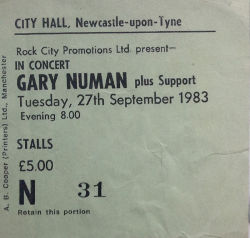 CITY HALL, Newcastle-upon-Tyne
Rock City Promotions Ltd. present—
IN CONCERT
GARY NUMAN plus Support
Tuesday, 27th September 1983
Evening 8.00
STALLS
£5.00
N 31
Retain this portion
A. B. Cooper (Printers) Ltd., Manchester